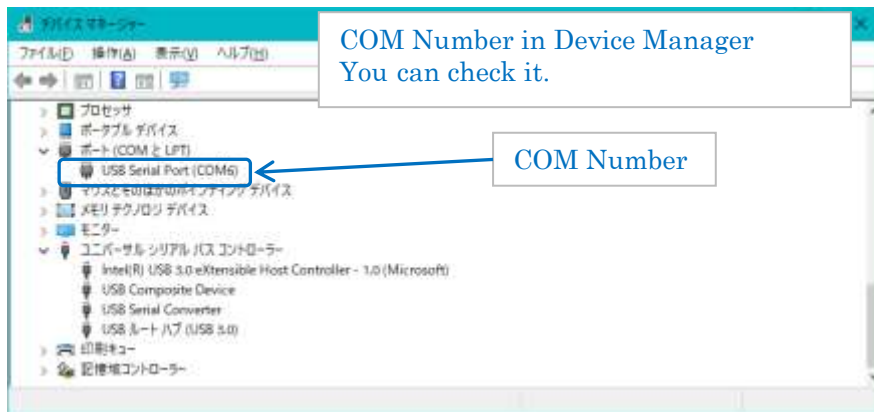 デバイス マネージャー
ファイル(F) 操作(A) 表示(V) ヘルプ(H)
COM Number in Device Manager
You can check it.
プロセッサ
ポータブル デバイス
ポート (COM と LPT)
USB Serial Port (COM6)
COM Number
マウスとそのほかのポインティング デバイス
メモリ テクノロジ デバイス
モニター
ユニバーサル シリアル バス コントローラー
Intel(R) USB 3.0 eXtensible Host Controller - 1.0 (Microsoft)
USB Composite Device
USB Serial Converter
USB ルート ハブ (USB 3.0)
印刷キュー
記憶域コントローラー